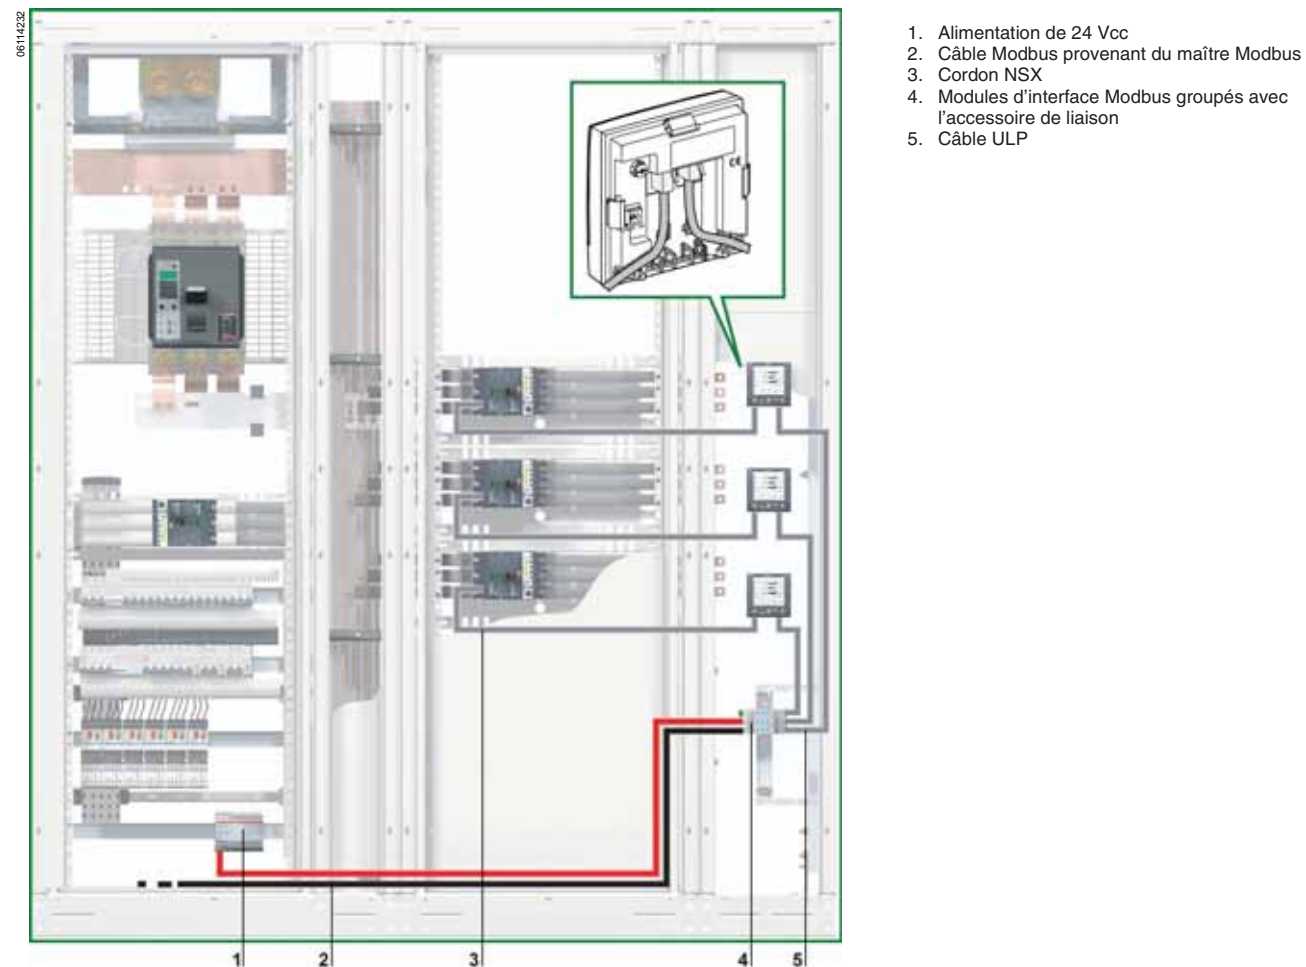 06114232
1. Alimentation de 24 Vcc
2. Câble Modbus provenant du maître Modbus
3. Cordon NSX
4. Modules d'interface Modbus groupés avec
l'accessoire de liaison
5. Câble ULP
CE
1 2 3 4 5